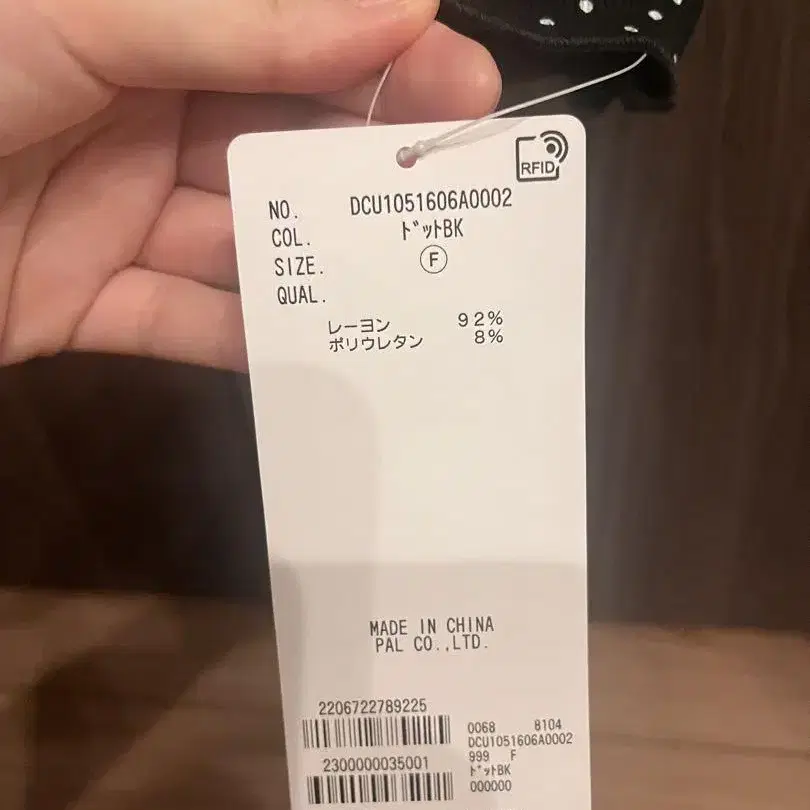 RFID
NO. DCU1051606A0002
COL. ﾄﾞｯﾄBK
SIZE. Ⓕ
QUAL.
レーヨン 92%
ポリウレタン 8%
MADE IN CHINA
PAL CO.,LTD.
2206722789225
0068 8104
DCU1051606A0002
999 F
2300000035001
ﾄﾞｯﾄBK
000000